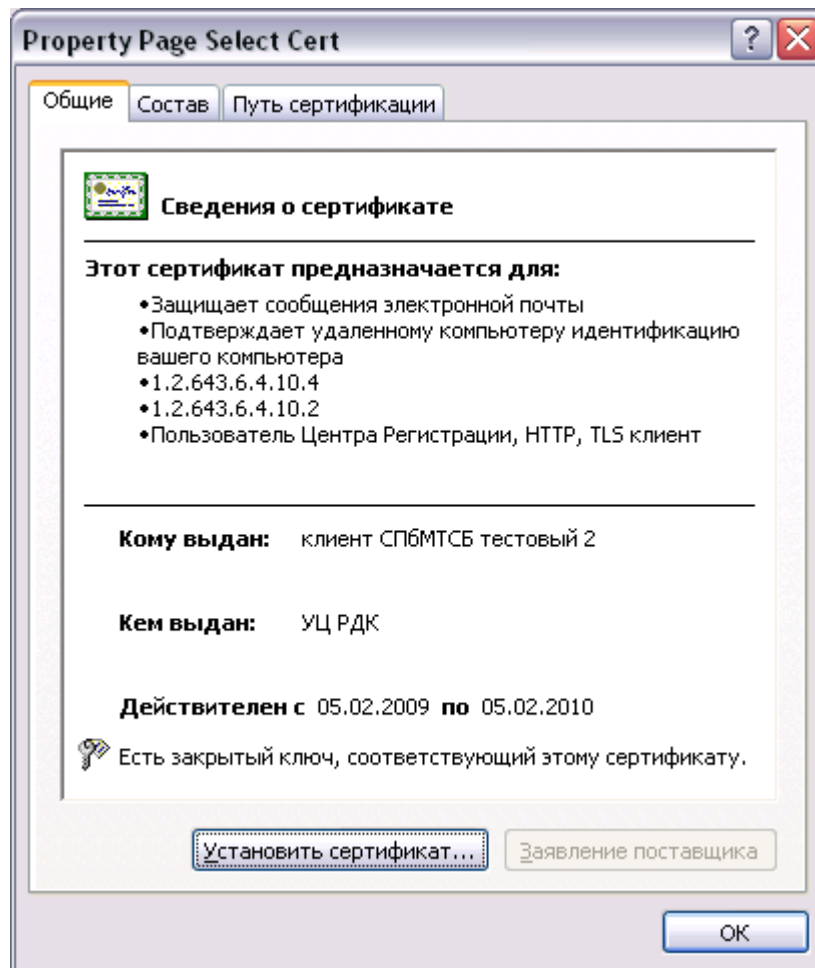 Property Page Select Cert
Общие Состав Путь сертификации
Сведения о сертификате
Этот сертификат предназначается для:
•Защищает сообщения электронной почты
•Подтверждает удаленному компьютеру идентификацию
вашего компьютера
•1.2.643.6.4.10.4
•1.2.643.6.4.10.2
•Пользователь Центра Регистрации, HTTP, TLS клиент
Кому выдан: клиент СПбМТСБ тестовый 2
Кем выдан: УЦ РДК
Действителен с 05.02.2009 по 05.02.2010
Есть закрытый ключ, соответствующий этому сертификату.
Установить сертификат... Заявление поставщика
ОК